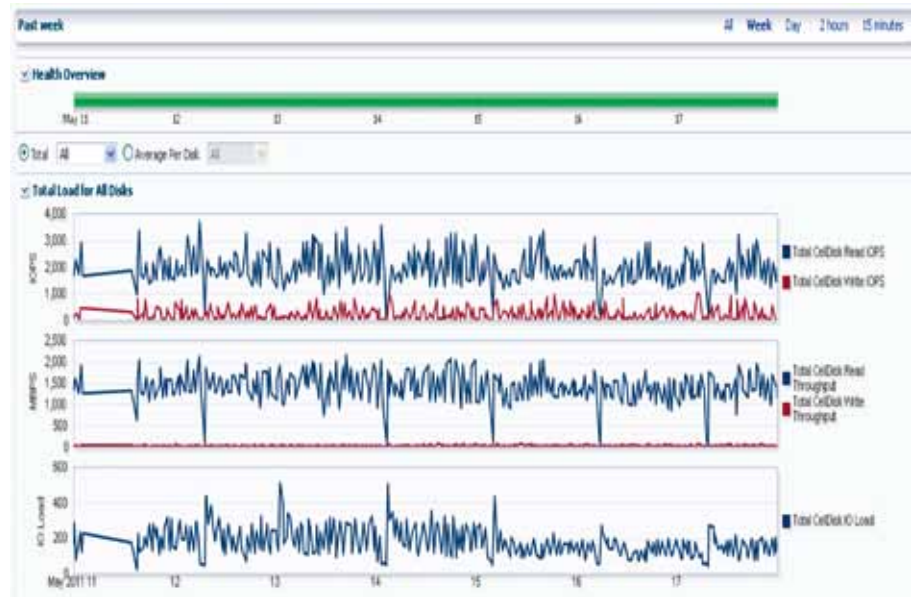 Past week
All Week Day 2 hours 15 minutes
Health Overview
May 11 12 13 14 15 16 17
Total All Average Per Disk All
Total Load for All Disks
4,000
3,000
2,000
1,000
0
IOPS
Total CellDisk Read IOPS
Total CellDisk Write IOPS
2,500
2,000
1,500
1,000
500
0
MBPS
Total CellDisk Read
Throughput
Total CellDisk Write
Throughput
600
400
200
0
IO Load
Total CellDisk IO Load
May 2011 11 12 13 14 15 16 17